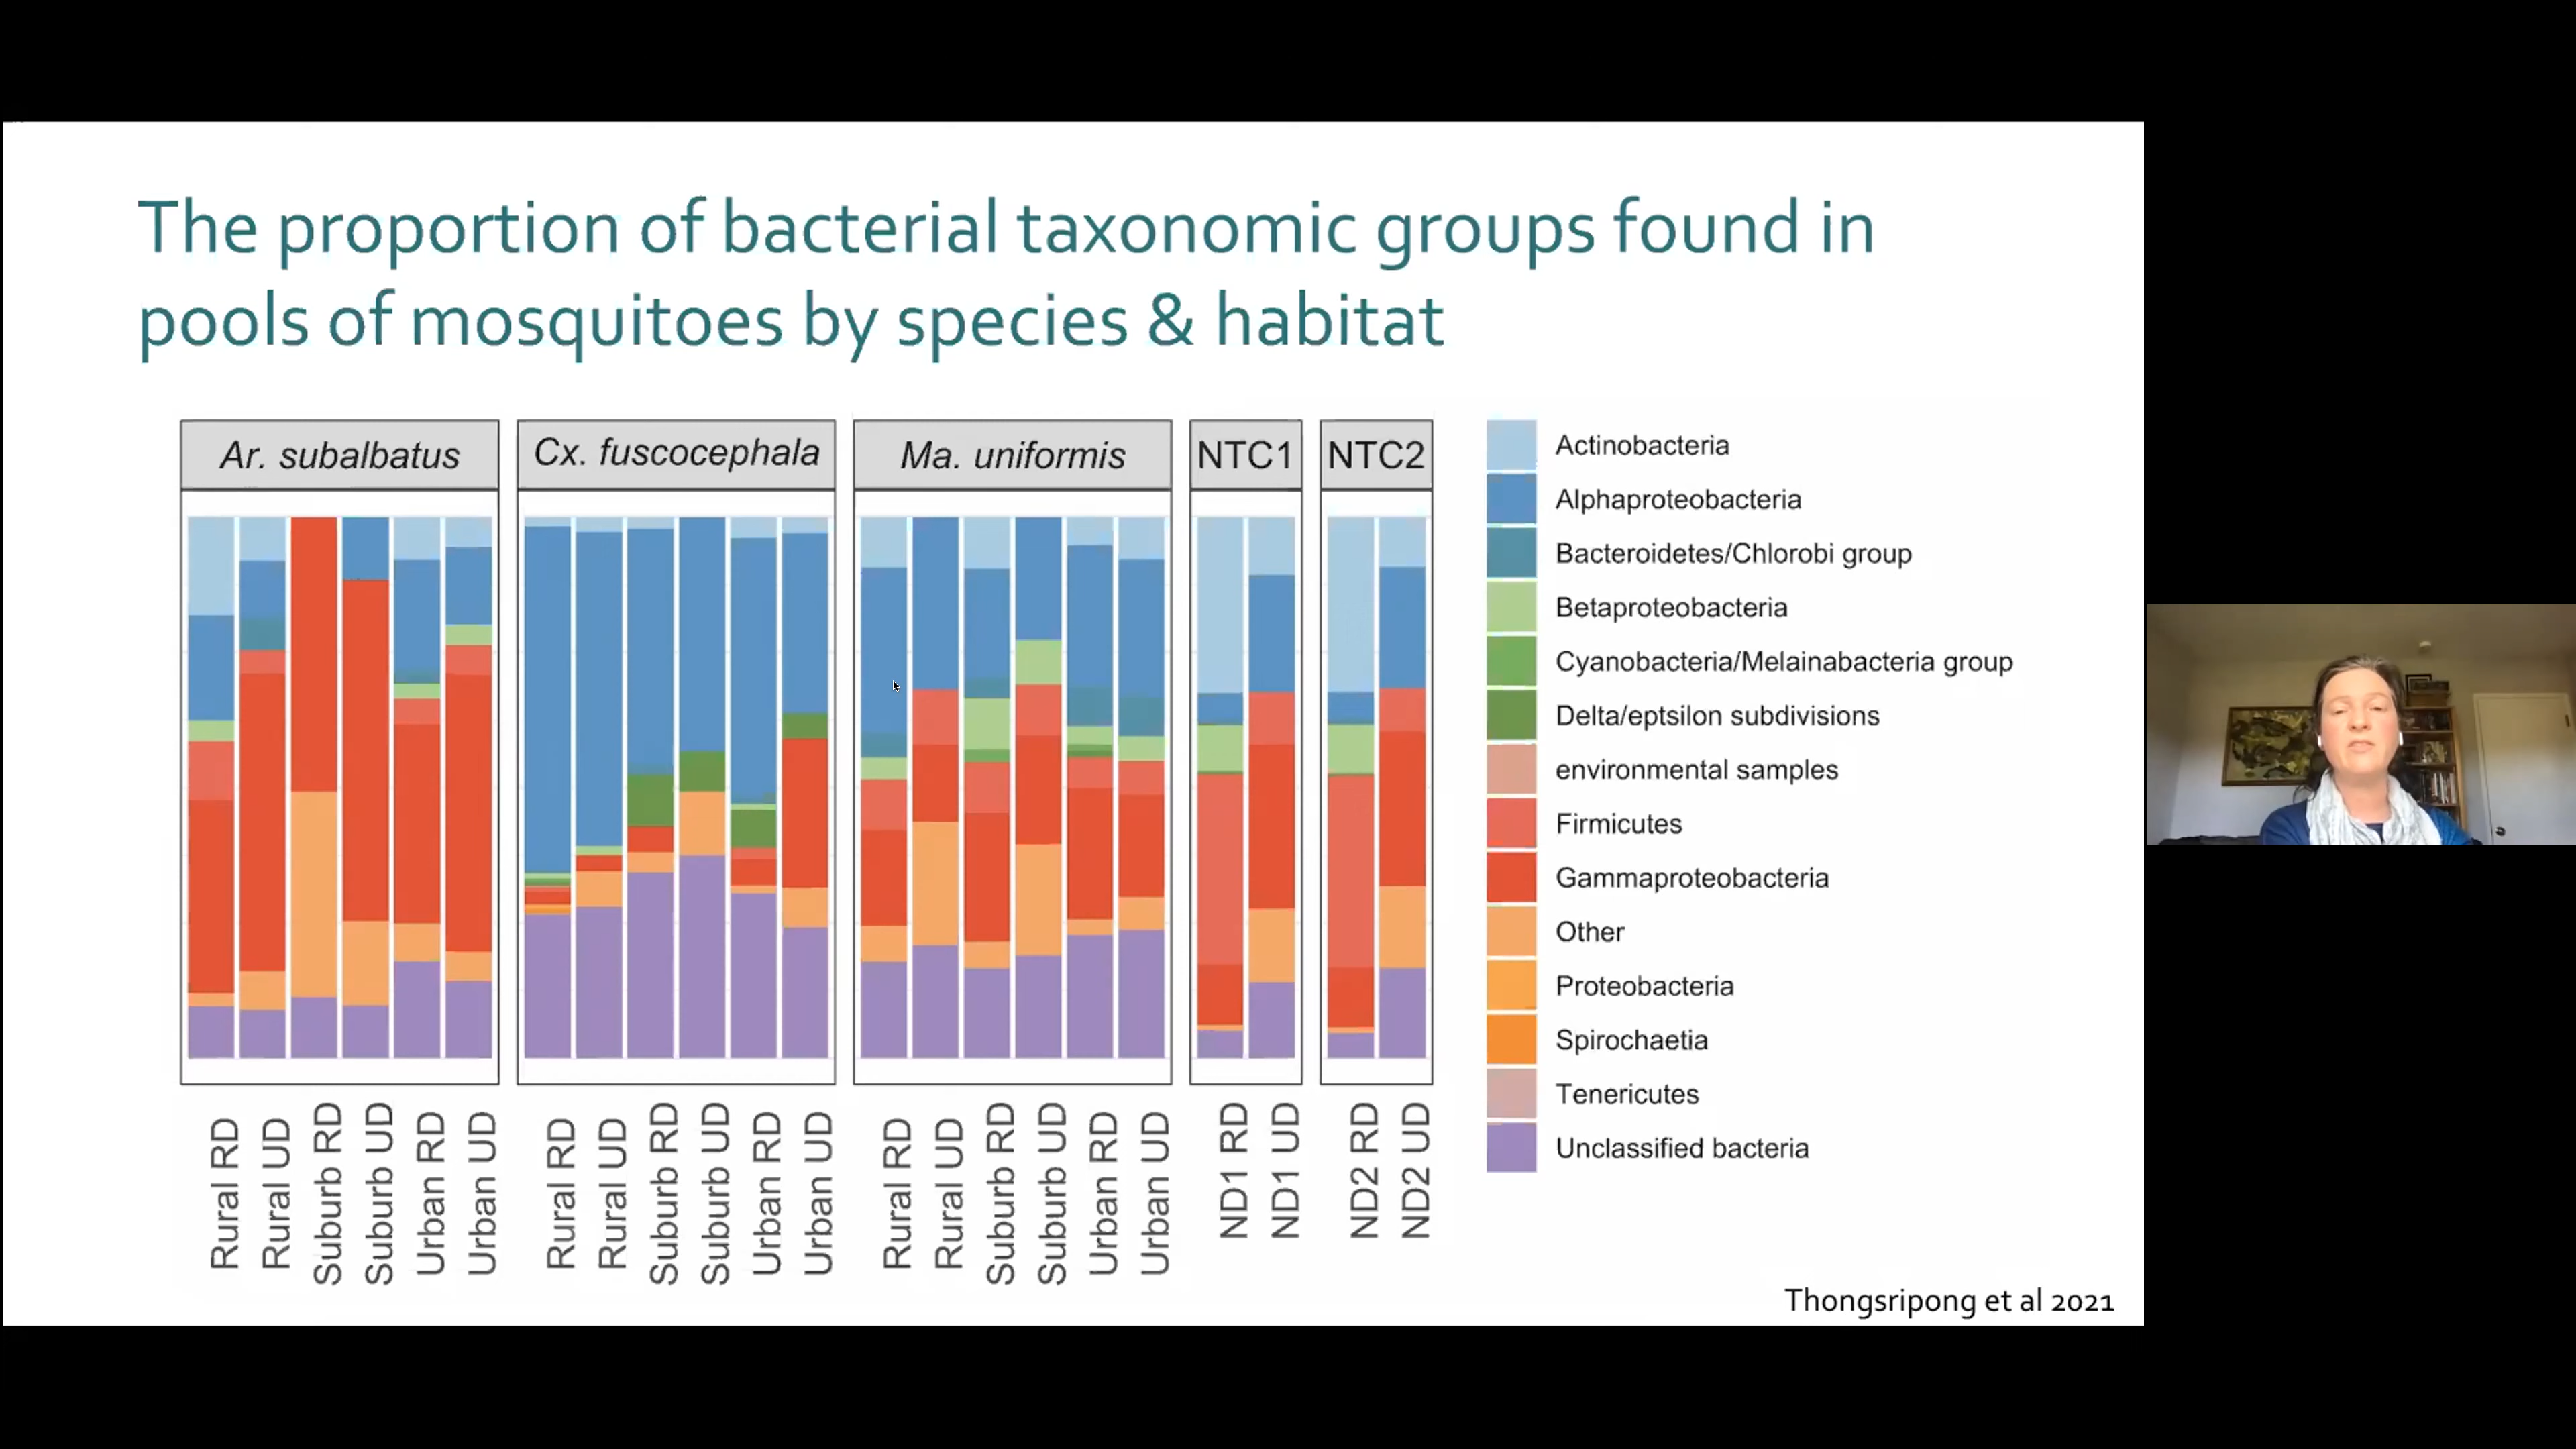 The proportion of bacterial taxonomic groups found in
pools of mosquitoes by species & habitat
Ar. subalbatus
Cx. fuscocephala
Ma. uniformis
NTC1
NTC2
Rural RD
Rural UD
Suburb RD
Suburb UD
Urban RD
Urban UD
Rural RD
Rural UD
Suburb RD
Suburb UD
Urban RD
Urban UD
Rural RD
Rural UD
Suburb RD
Suburb UD
Urban RD
Urban UD
ND1 RD
ND1 UD
ND2 RD
ND2 UD
Actinobacteria
Alphaproteobacteria
Bacteroidetes/Chlorobi group
Betaproteobacteria
Cyanobacteria/Melainabacteria group
Delta/eptsilon subdivisions
environmental samples
Firmicutes
Gammaproteobacteria
Other
Proteobacteria
Spirochaetia
Tenericutes
Unclassified bacteria
Thongsripong et al 2021